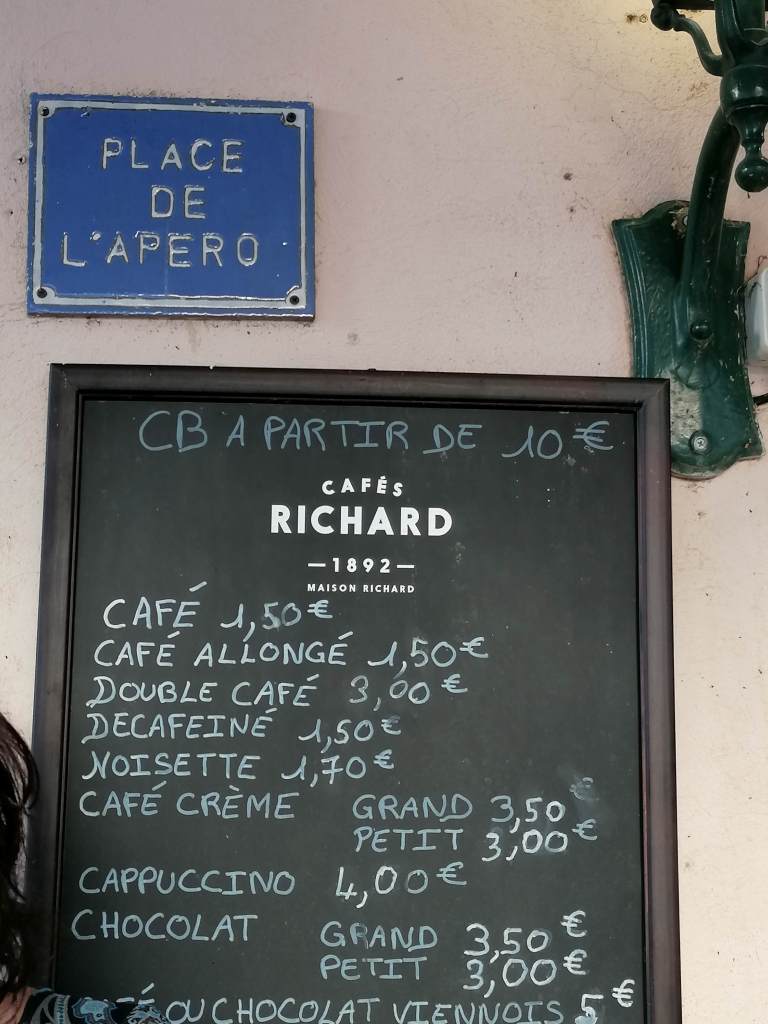 PLACE
DE
L'APERO
CB A PARTIR DE 10€
CAFÉS
RICHARD
—1892—
MAISON RICHARD
CAFÉ 1,50€
CAFÉ ALLONGÉ 1,50€
DOUBLE CAFÉ 3,00€
DECAFEINÉ 1,50€
NOISETTE 1,70€
CAFÉ CRÈME GRAND 3,50€
PETIT 3,00€
CAPPUCCINO 4,00€
CHOCOLAT GRAND 3,50€
PETIT 3,00€
OU CHOCOLAT VIENNOIS 5€